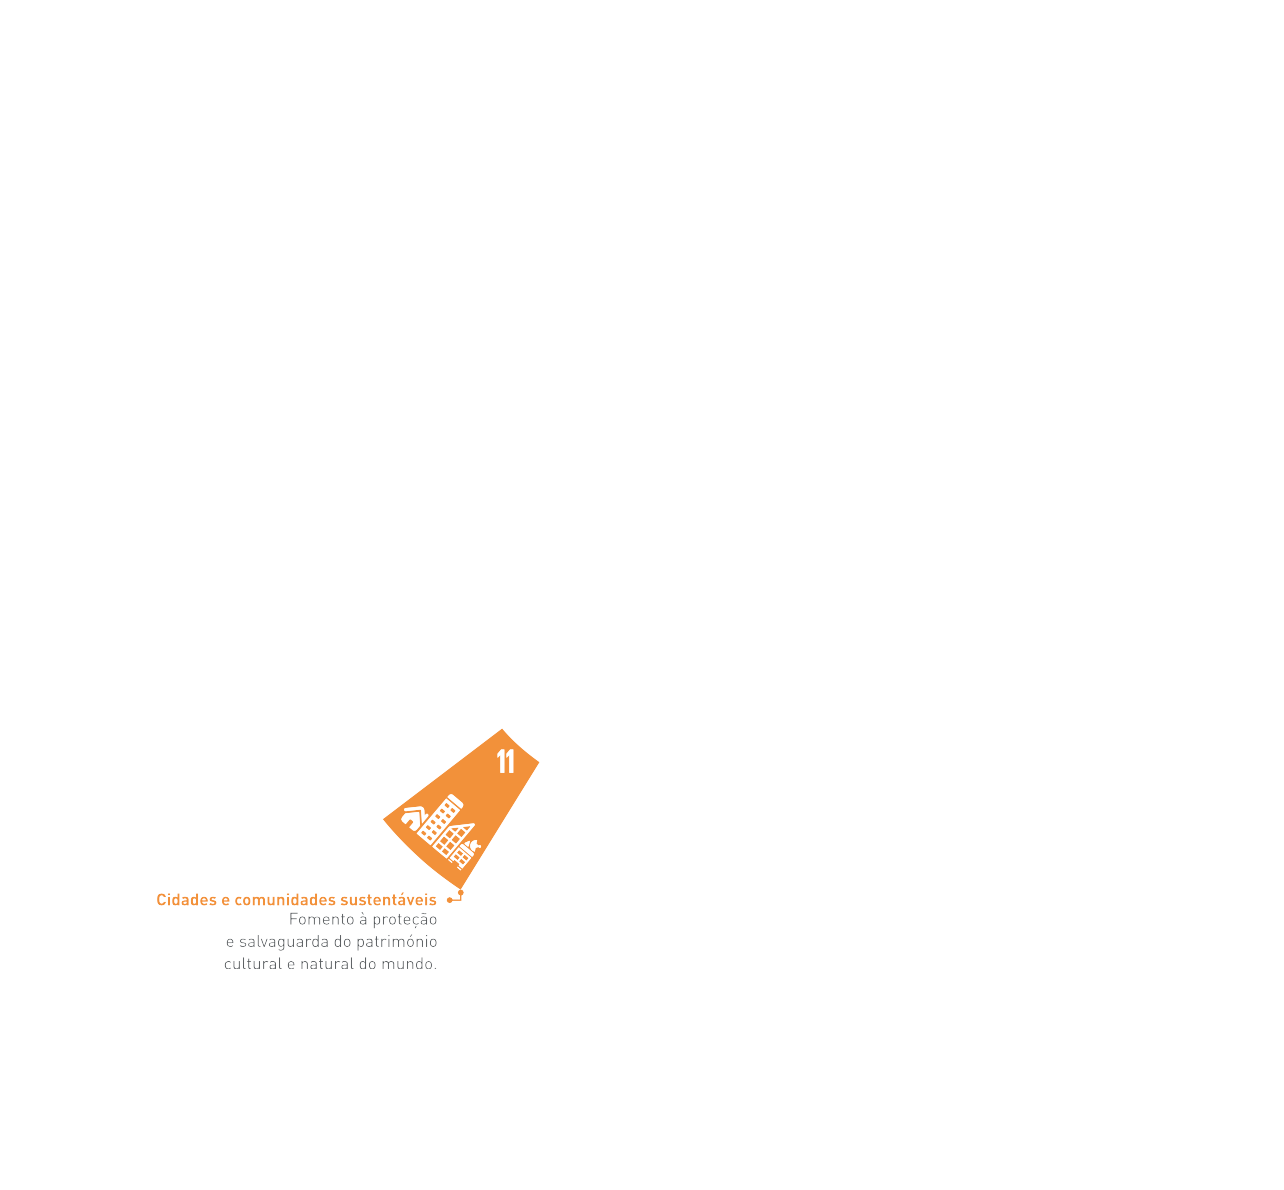 11
Cidades e comunidades sustentáveis
Fomento à proteção
e salvaguarda do património
cultural e natural do mundo.